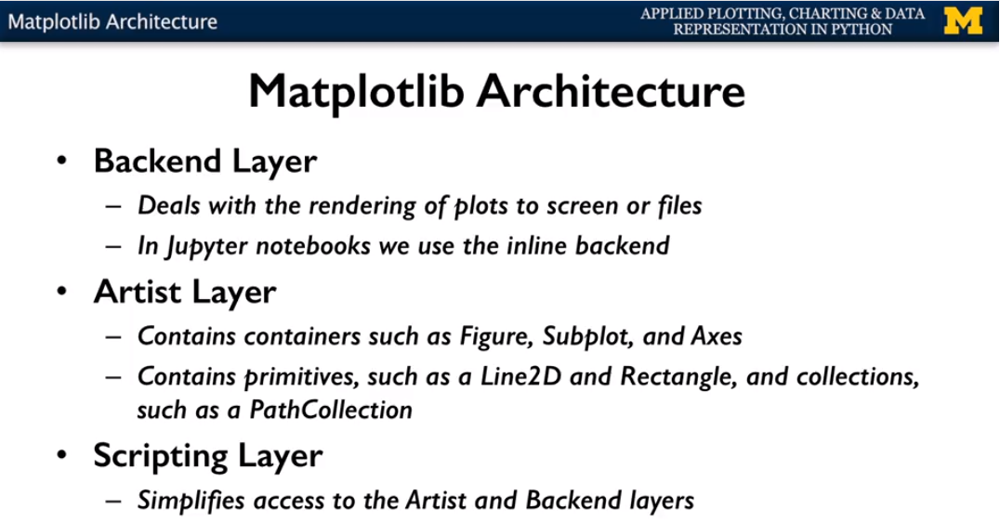 Matplotlib Architecture
APPLIED PLOTTING, CHARTING & DATA
REPRESENTATION IN PYTHON
M
Matplotlib Architecture
• Backend Layer
– Deals with the rendering of plots to screen or files
– In Jupyter notebooks we use the inline backend
• Artist Layer
– Contains containers such as Figure, Subplot, and Axes
– Contains primitives, such as a Line2D and Rectangle, and collections,
such as a PathCollection
• Scripting Layer
– Simplifies access to the Artist and Backend layers